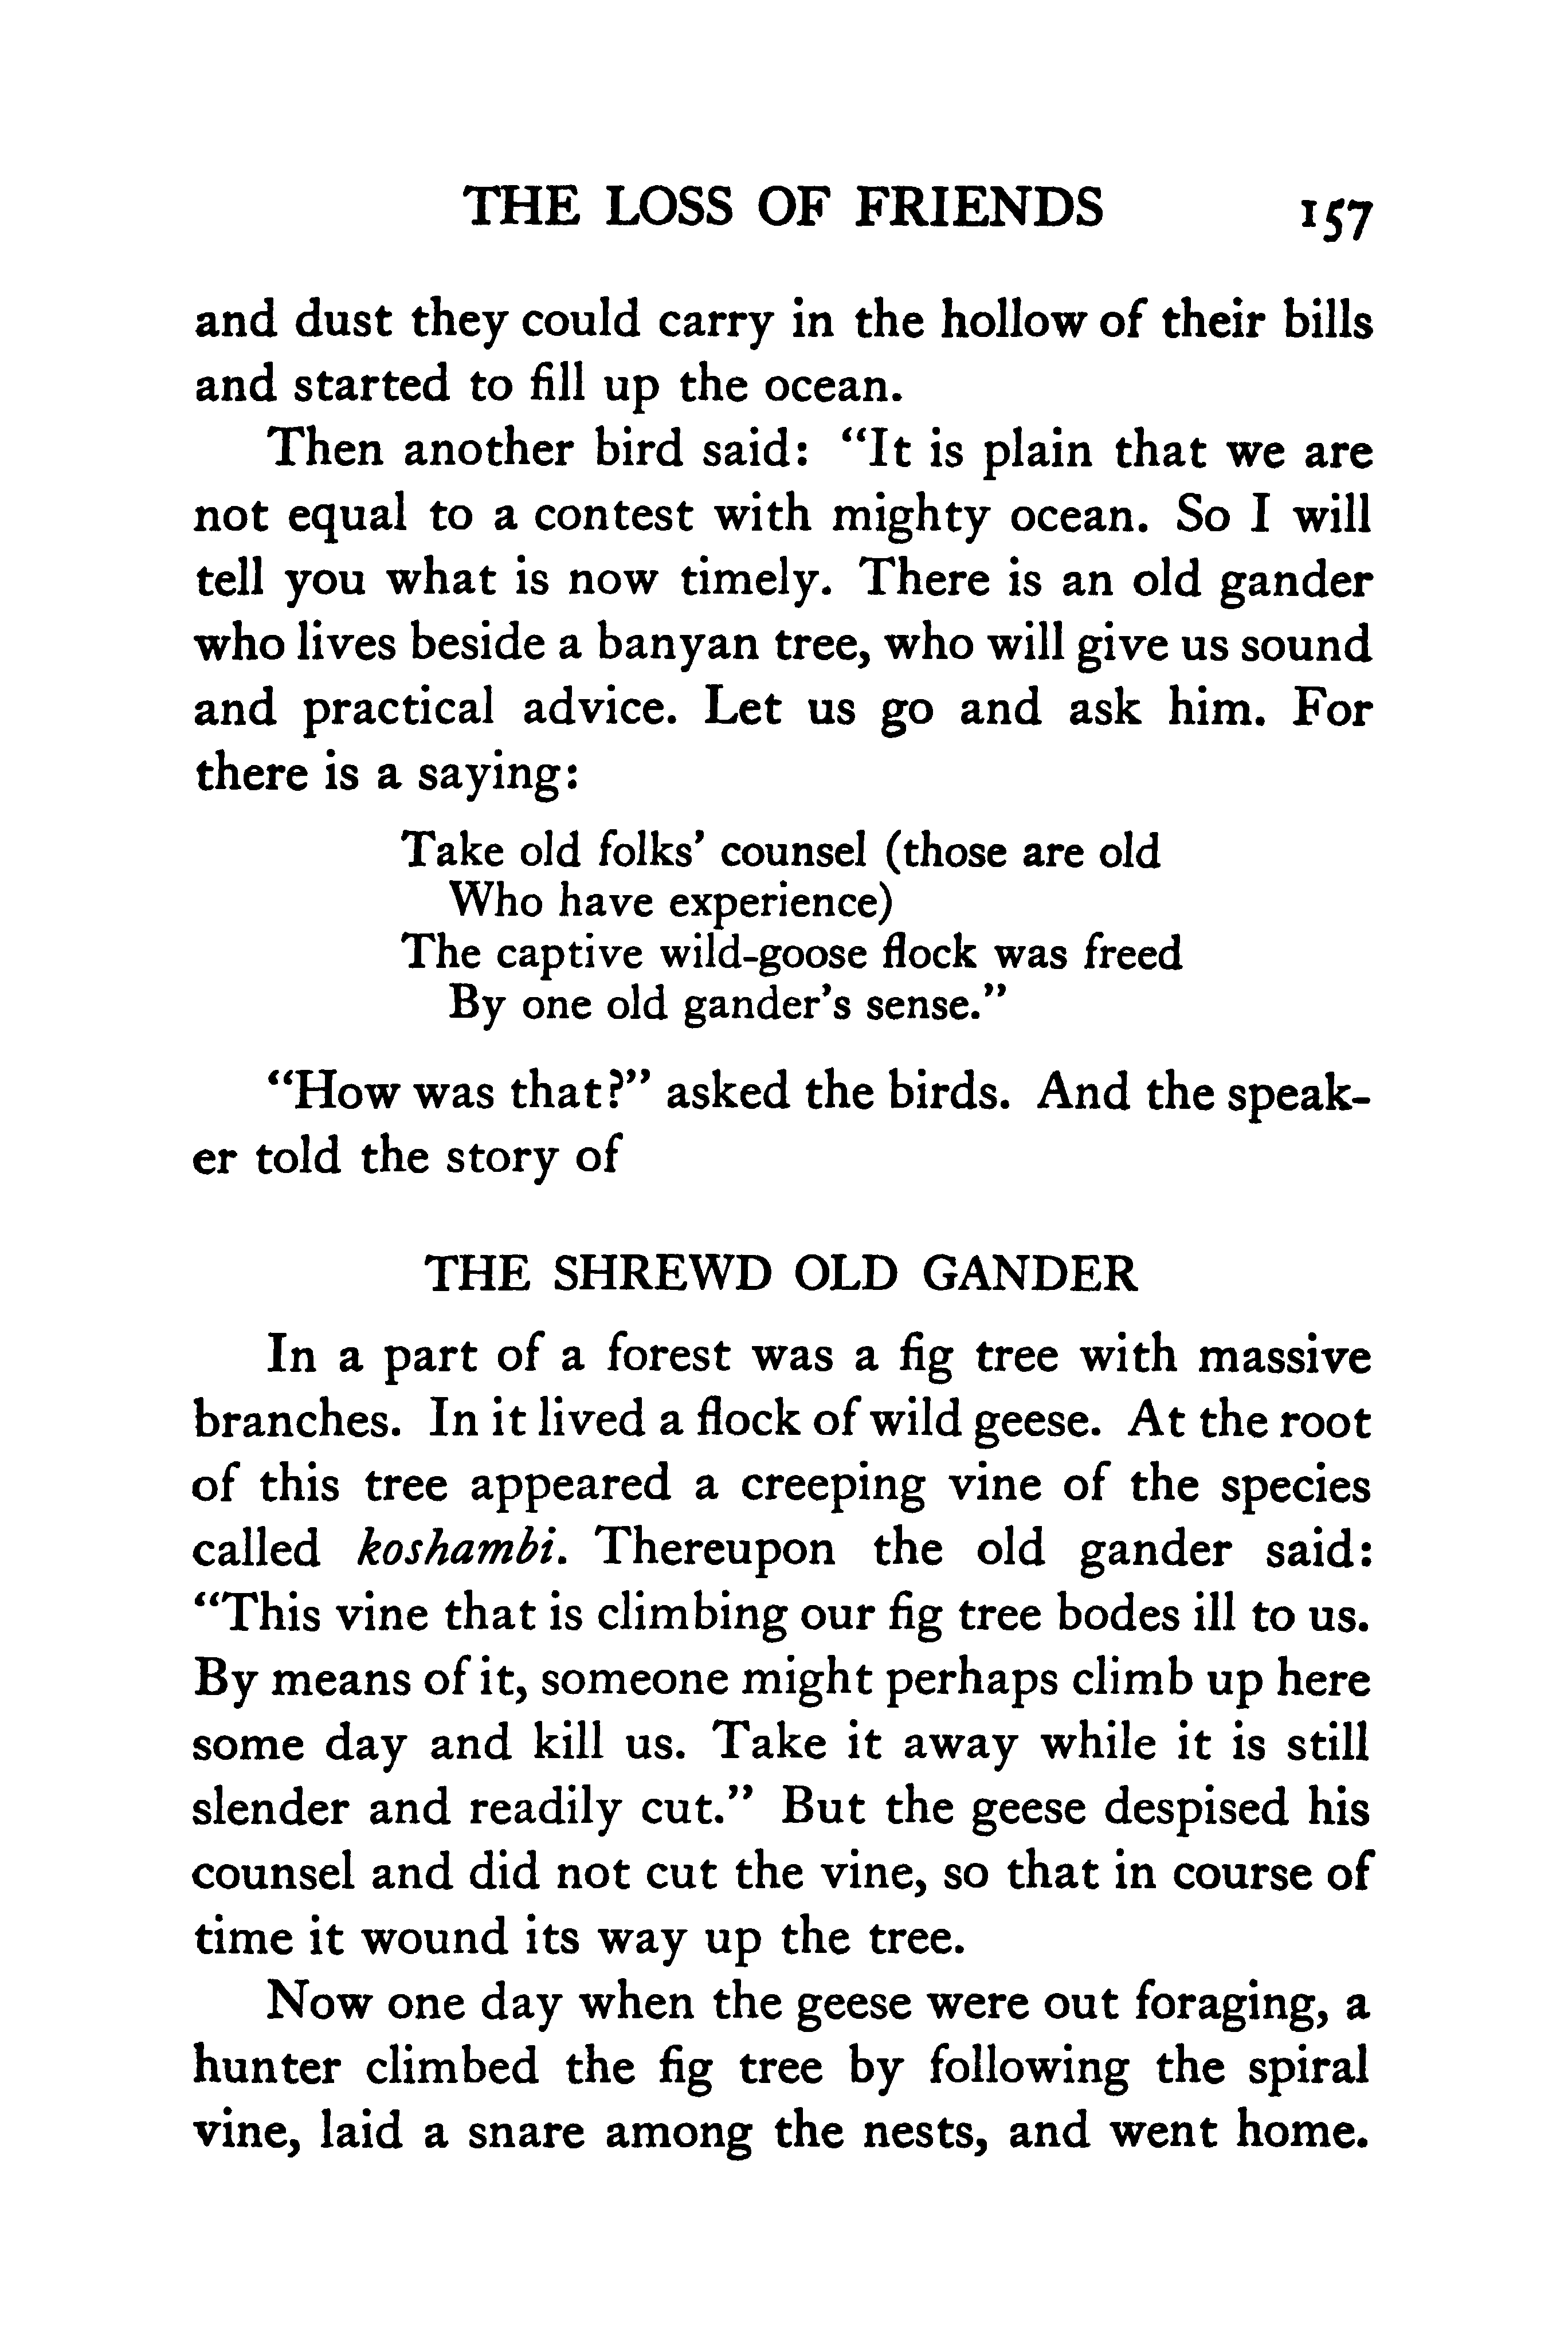 THE LOSS OF FRIENDS 157
and dust they could carry in the hollow of their bills
and started to fill up the ocean.
Then another bird said: “It is plain that we are
not equal to a contest with mighty ocean. So I will
tell you what is now timely. There is an old gander
who lives beside a banyan tree, who will give us sound
and practical advice. Let us go and ask him. For
there is a saying:
Take old folks’ counsel (those are old
Who have experience)
The captive wild-goose flock was freed
By one old gander’s sense.”
“How was that?” asked the birds. And the speak-
er told the story of
THE SHREWD OLD GANDER
In a part of a forest was a fig tree with massive
branches. In it lived a flock of wild geese. At the root
of this tree appeared a creeping vine of the species
called koshambi. Thereupon the old gander said:
“This vine that is climbing our fig tree bodes ill to us.
By means of it, someone might perhaps climb up here
some day and kill us. Take it away while it is still
slender and readily cut.” But the geese despised his
counsel and did not cut the vine, so that in course of
time it wound its way up the tree.
Now one day when the geese were out foraging, a
hunter climbed the fig tree by following the spiral
vine, laid a snare among the nests, and went home.